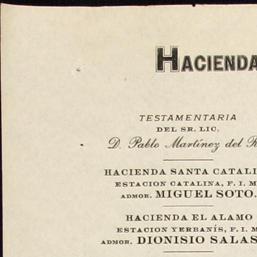 HACIENDA
TESTAMENTARIA
DEL SR. LIC.
D. Pablo Martínez del
HACIENDA SANTA
ESTACION CATALINA, F. I.
ADMOR. MIGUEL SOTO.
HACIENDA EL ALAMO
ESTACION YERBANÍS, F. I.
ADMOR. DIONISIO SALAS